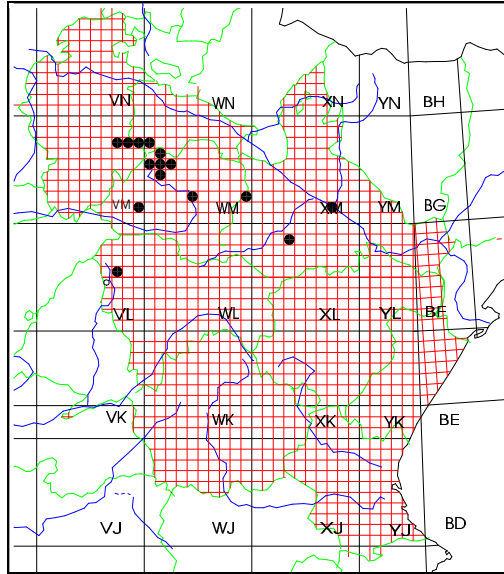 VN WN XN YN BH
VM WM XM YM BG
VL WL XL YL BF
VK WK XK YK BE
VJ WJ XJ YJ BD